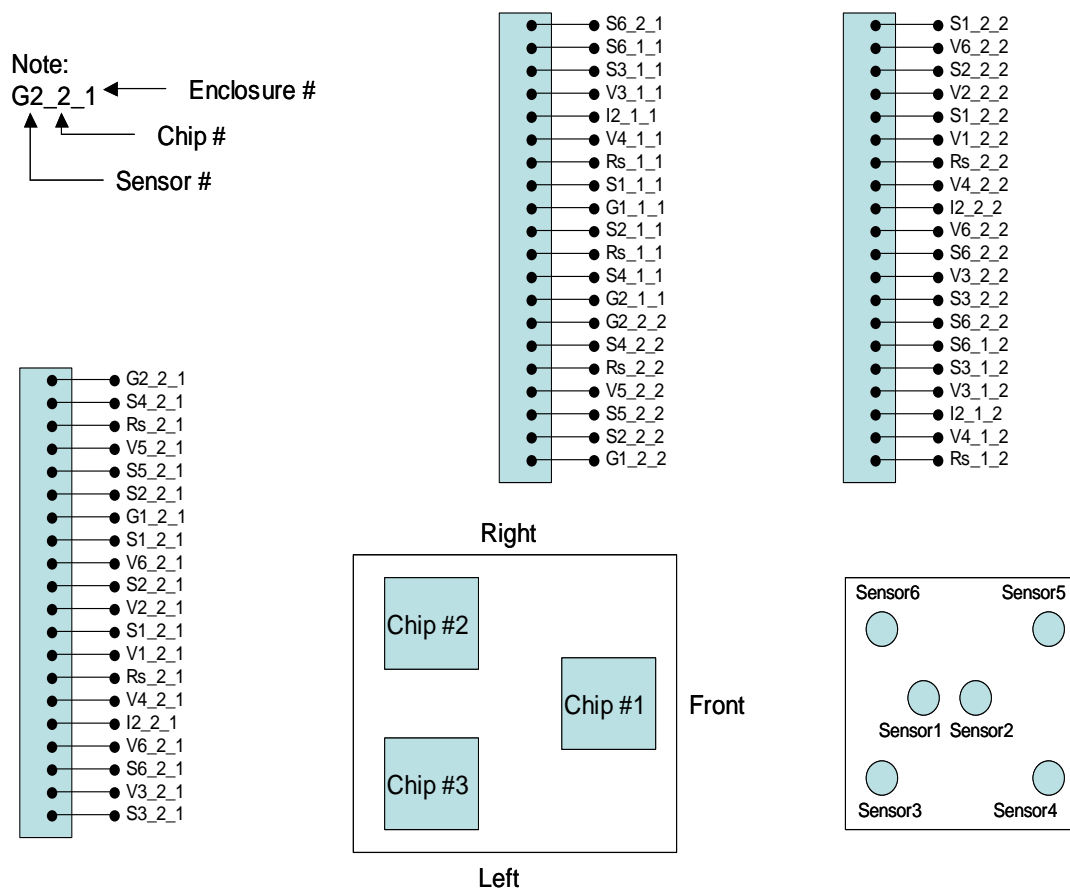 Note:
G2_2_1
Enclosure #
Chip #
Sensor #
S6_2_1
S6_1_1
S3_1_1
V3_1_1
I2_1_1
V4_1_1
Rs_1_1
S1_1_1
G1_1_1
S2_1_1
Rs_1_1
S4_1_1
G2_1_1
G2_2_2
S4_2_2
Rs_2_2
V5_2_2
S5_2_2
S2_2_2
G1_2_2
S1_2_2
V6_2_2
S2_2_2
V2_2_2
S1_2_2
V1_2_2
Rs_2_2
V4_2_2
I2_2_2
V6_2_2
S6_2_2
V3_2_2
S3_2_2
S6_2_2
S6_1_2
S3_1_2
V3_1_2
I2_1_2
V4_1_2
Rs_1_2
G2_2_1
S4_2_1
Rs_2_1
V5_2_1
S5_2_1
S2_2_1
G1_2_1
S1_2_1
V6_2_1
S2_2_1
V2_2_1
S1_2_1
V1_2_1
Rs_2_1
V4_2_1
I2_2_1
V6_2_1
S6_2_1
V3_2_1
S3_2_1
Right
Chip #2
Chip #1
Front
Chip #3
Left
Sensor6
Sensor5
Sensor1
Sensor2
Sensor3
Sensor4